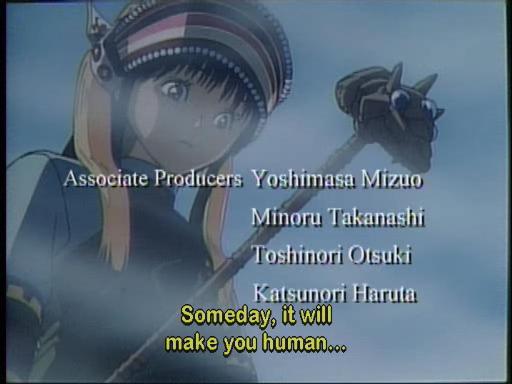 Associate Producers Yoshimasa Mizuo
Minoru Takanashi
Toshinori Otsuki
Katsunori Haruta
Someday, it will
make you human...